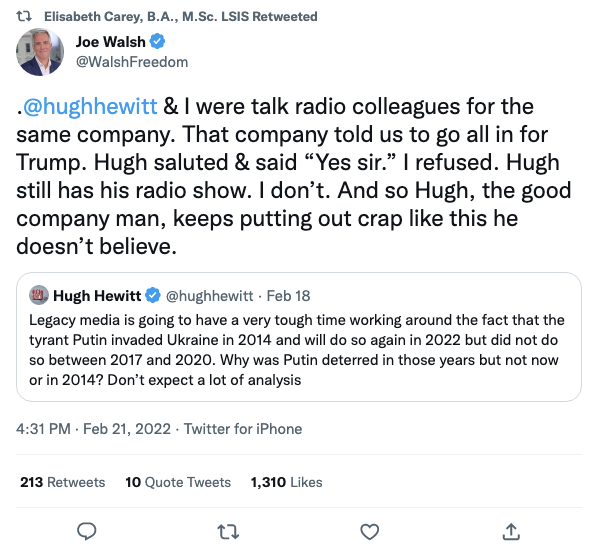 Elisabeth Carey, B.A., M.Sc. LSIS Retweeted
Joe Walsh
@WalshFreedom
.@hughhewitt & I were talk radio colleagues for the
same company. That company told us to go all in for
Trump. Hugh saluted & said “Yes sir.” I refused. Hugh
still has his radio show. I don’t. And so Hugh, the good
company man, keeps putting out crap like this he
doesn’t believe.
Hugh Hewitt @hughhewitt · Feb 18
Legacy media is going to have a very tough time working around the fact that the
tyrant Putin invaded Ukraine in 2014 and will do so again in 2022 but did not do
so between 2017 and 2020. Why was Putin deterred in those years but not now
or in 2014? Don’t expect a lot of analysis
4:31 PM · Feb 21, 2022 · Twitter for iPhone
213 Retweets 10 Quote Tweets 1,310 Likes